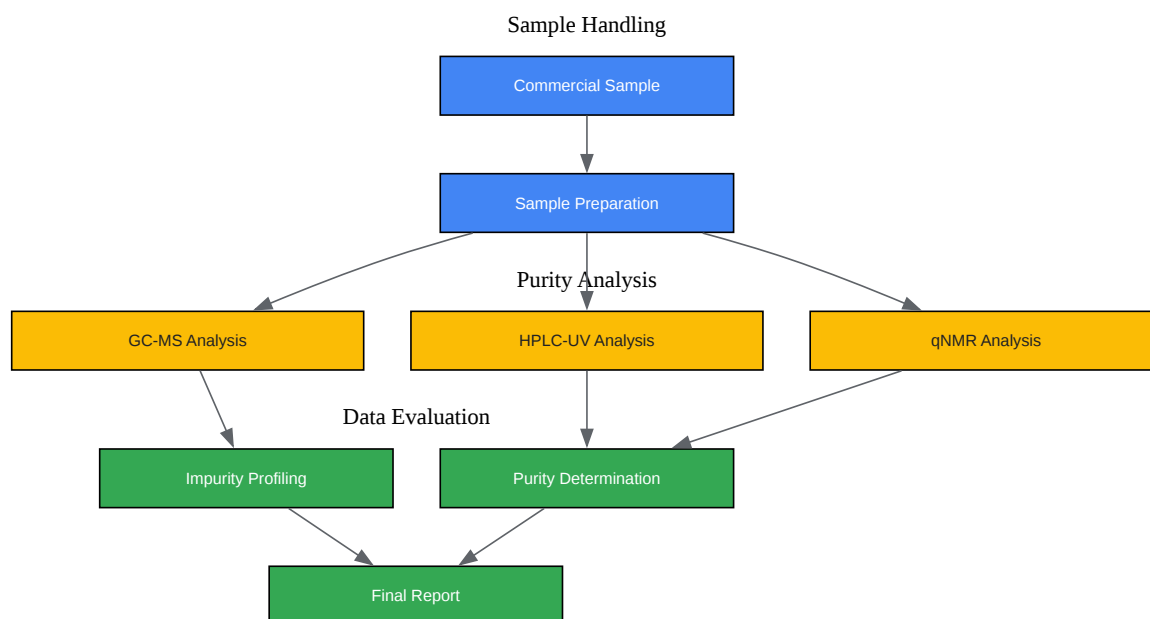 Sample Handling
Commercial Sample
Sample Preparation
Purity Analysis
GC-MS Analysis
HPLC-UV Analysis
qNMR Analysis
Data Evaluation
Impurity Profiling
Purity Determination
Final Report